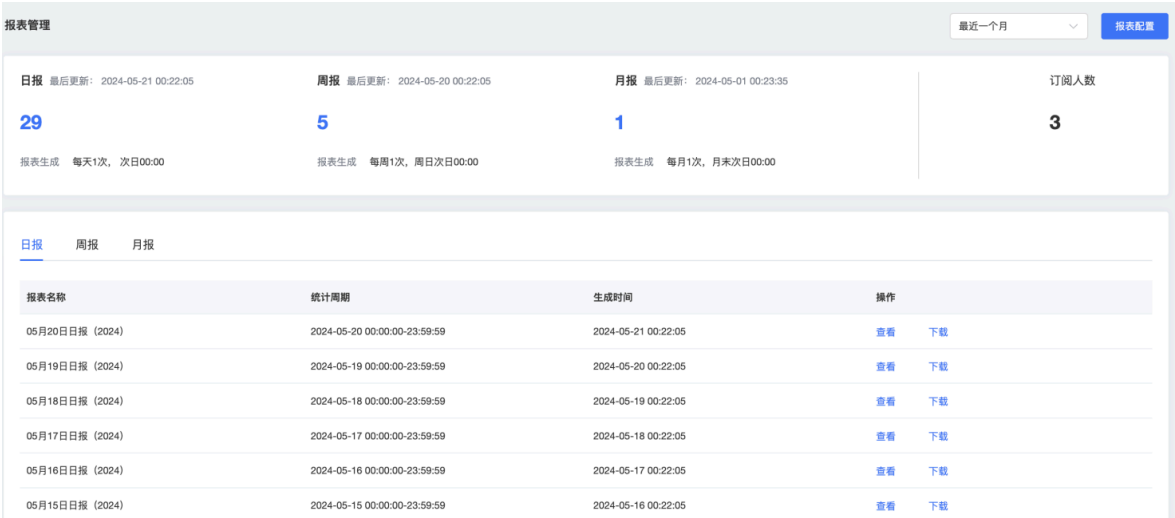 报表管理 最近一个月 报表配置
日报 最后更新： 2024-05-21 00:22:05 周报 最后更新： 2024-05-20 00:22:05 月报 最后更新： 2024-05-01 00:23:35 订阅人数
29 5 1 3
报表生成 每天1次， 次日00:00 报表生成 每周1次，周日次日00:00 报表生成 每月1次，月末次日00:00
日报 周报 月报
报表名称 统计周期 生成时间 操作
05月20日日报（2024） 2024-05-20 00:00:00-23:59:59 2024-05-21 00:22:05 查看 下载
05月19日日报（2024） 2024-05-19 00:00:00-23:59:59 2024-05-20 00:22:05 查看 下载
05月18日日报（2024） 2024-05-18 00:00:00-23:59:59 2024-05-19 00:22:05 查看 下载
05月17日日报（2024） 2024-05-17 00:00:00-23:59:59 2024-05-18 00:22:05 查看 下载
05月16日日报（2024） 2024-05-16 00:00:00-23:59:59 2024-05-17 00:22:05 查看 下载
05月15日日报（2024） 2024-05-15 00:00:00-23:59:59 2024-05-16 00:22:05 查看 下载